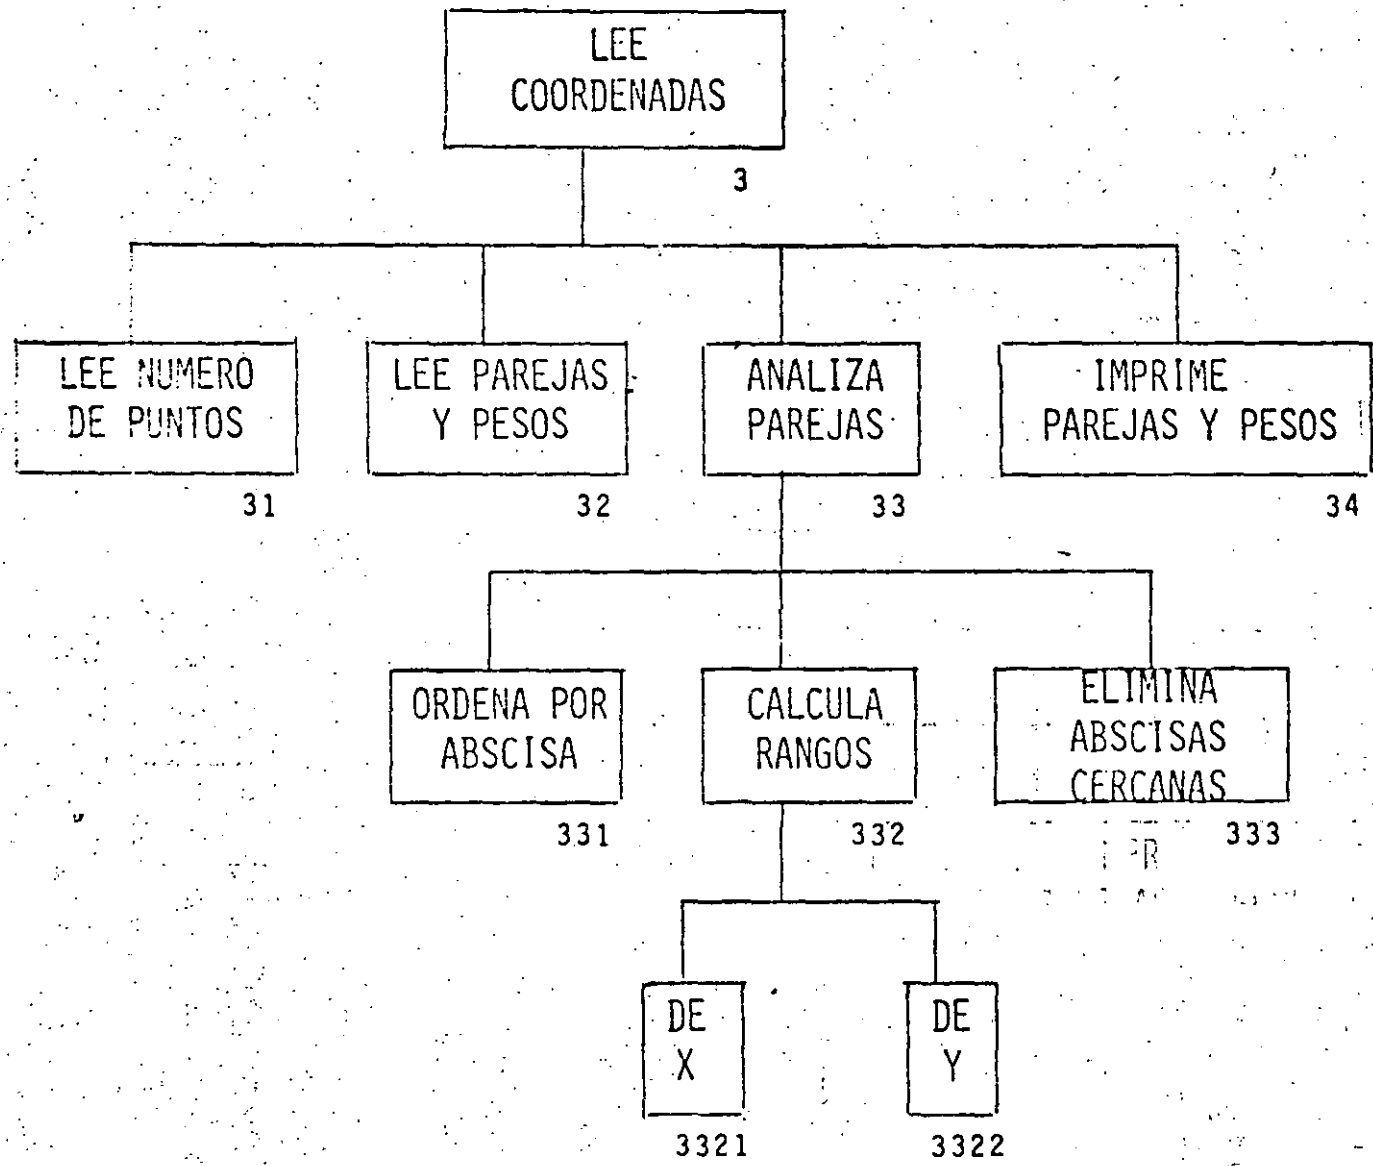 LEE
COORDENADAS
3
LEE NUMERO
DE PUNTOS
31
LEE PAREJAS
Y PESOS
32
ANALIZA
PAREJAS
33
IMPRIME
PAREJAS Y PESOS
34
ORDENA POR
ABSCISA
331
CALCULA
RANGOS
332
ELIMINA
ABSCISAS
CERCANAS
333
DE
X
3321
DE
Y
3322